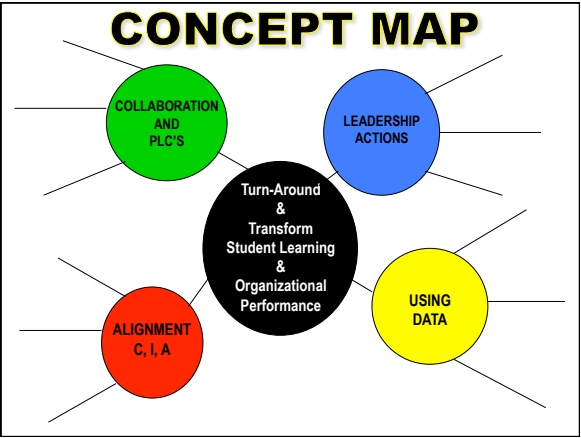 CONCEPT MAP
COLLABORATION
AND
PLC'S
LEADERSHIP
ACTIONS
Turn-Around
&
Transform
Student Learning
&
Organizational
Performance
ALIGNMENT
C, I, A
USING
DATA